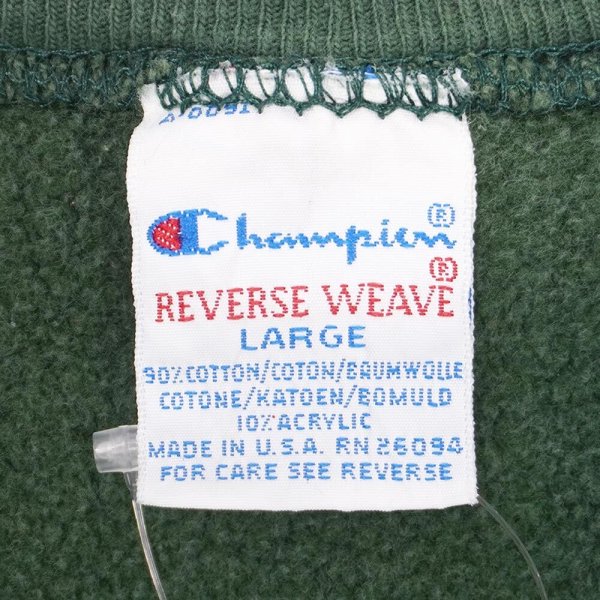 Champion®
REVERSE WEAVE®
LARGE
90% COTTON/COTON/BAUMWOLLE
COTONE/KATOEN/BOMULD
10% ACRYLIC
MADE IN U.S.A. RN 26094
FOR CARE SEE REVERSE